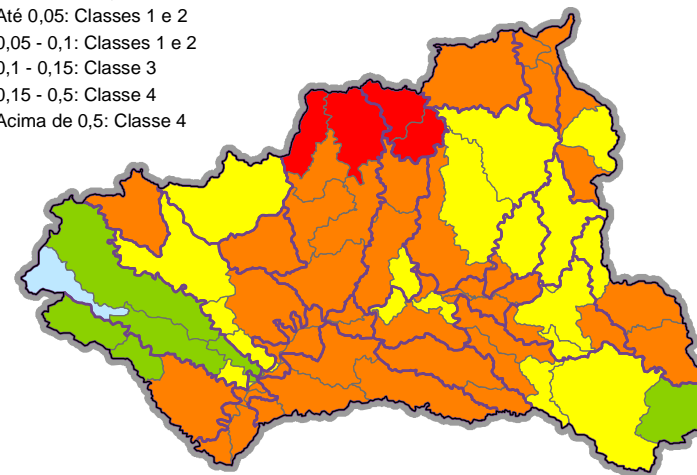 Até 0,05: Classes 1 e 2
0,05 - 0,1: Classes 1 e 2
0,1 - 0,15: Classe 3
0,15 - 0,5: Classe 4
Acima de 0,5: Classe 4